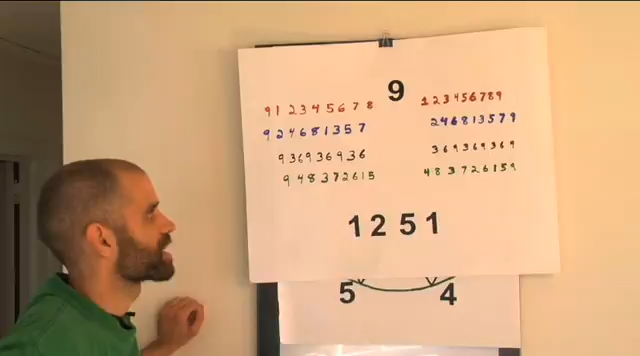 9
9 1 2 3 4 5 6 7 8 1 2 3 4 5 6 7 8 9
9 2 4 6 8 1 3 5 7 2 4 6 8 1 3 5 7 9
9 3 6 9 3 6 9 3 6 3 6 9 3 6 9 3 6 9
9 4 8 3 7 2 6 1 5 4 8 3 7 2 6 1 5 9
1 2 5 1
5 4